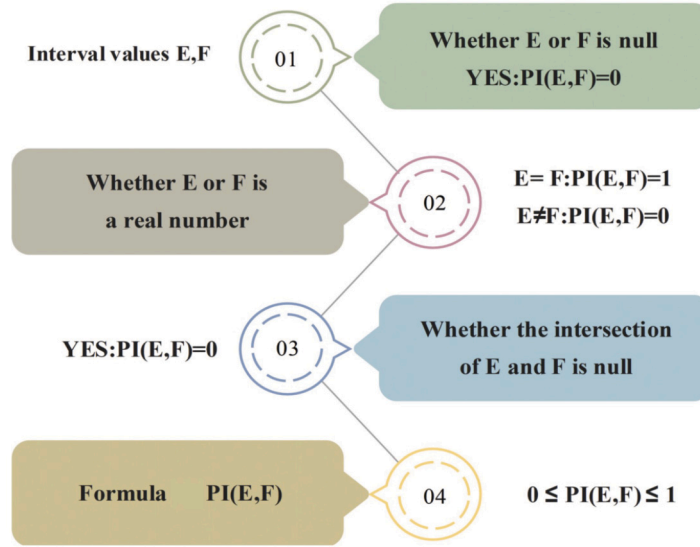 Interval values E,F
01
Whether E or F is null
YES:PI(E,F)=0
Whether E or F is
a real number
02
E= F:PI(E,F)=1
E≠F:PI(E,F)=0
YES:PI(E,F)=0
03
Whether the intersection
of E and F is null
Formula PI(E,F)
04
0 ≤ PI(E,F) ≤ 1